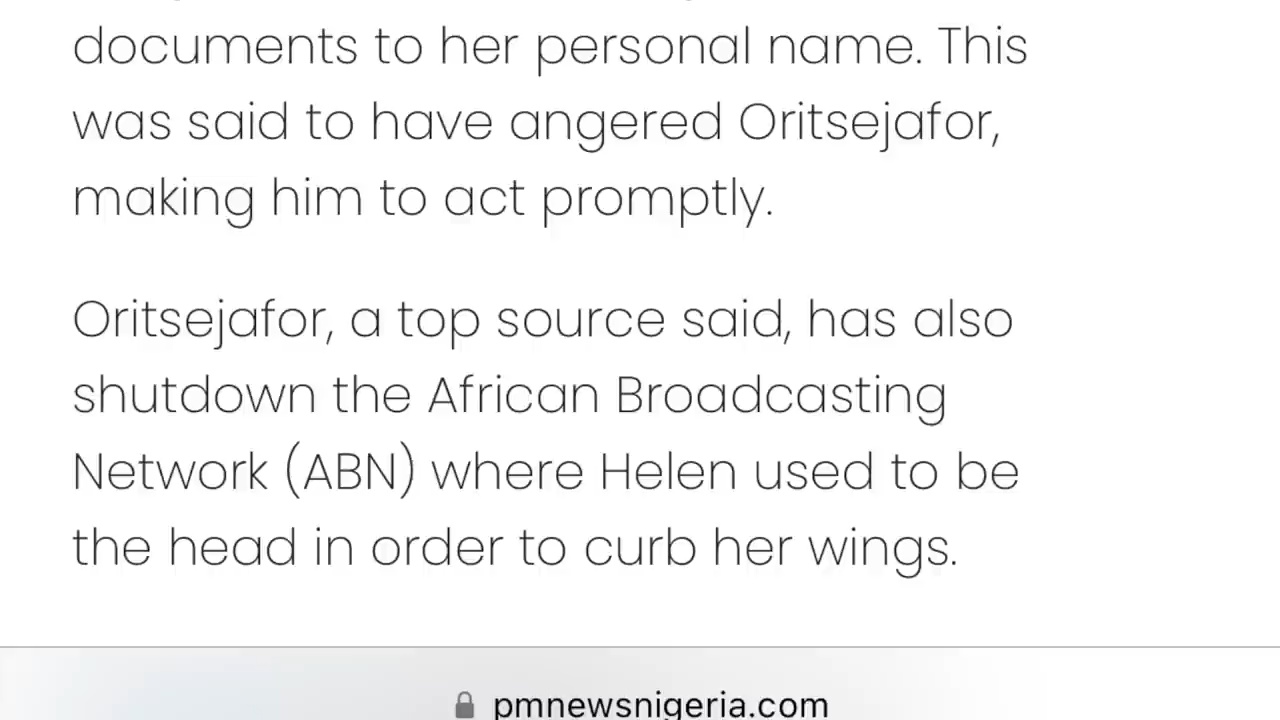 documents to her personal name. This
was said to have angered Oritsejafor,
making him to act promptly.
Oritsejafor, a top source said, has also
shutdown the African Broadcasting
Network (ABN) where Helen used to be
the head in order to curb her wings.
pmnewsnigeria.com